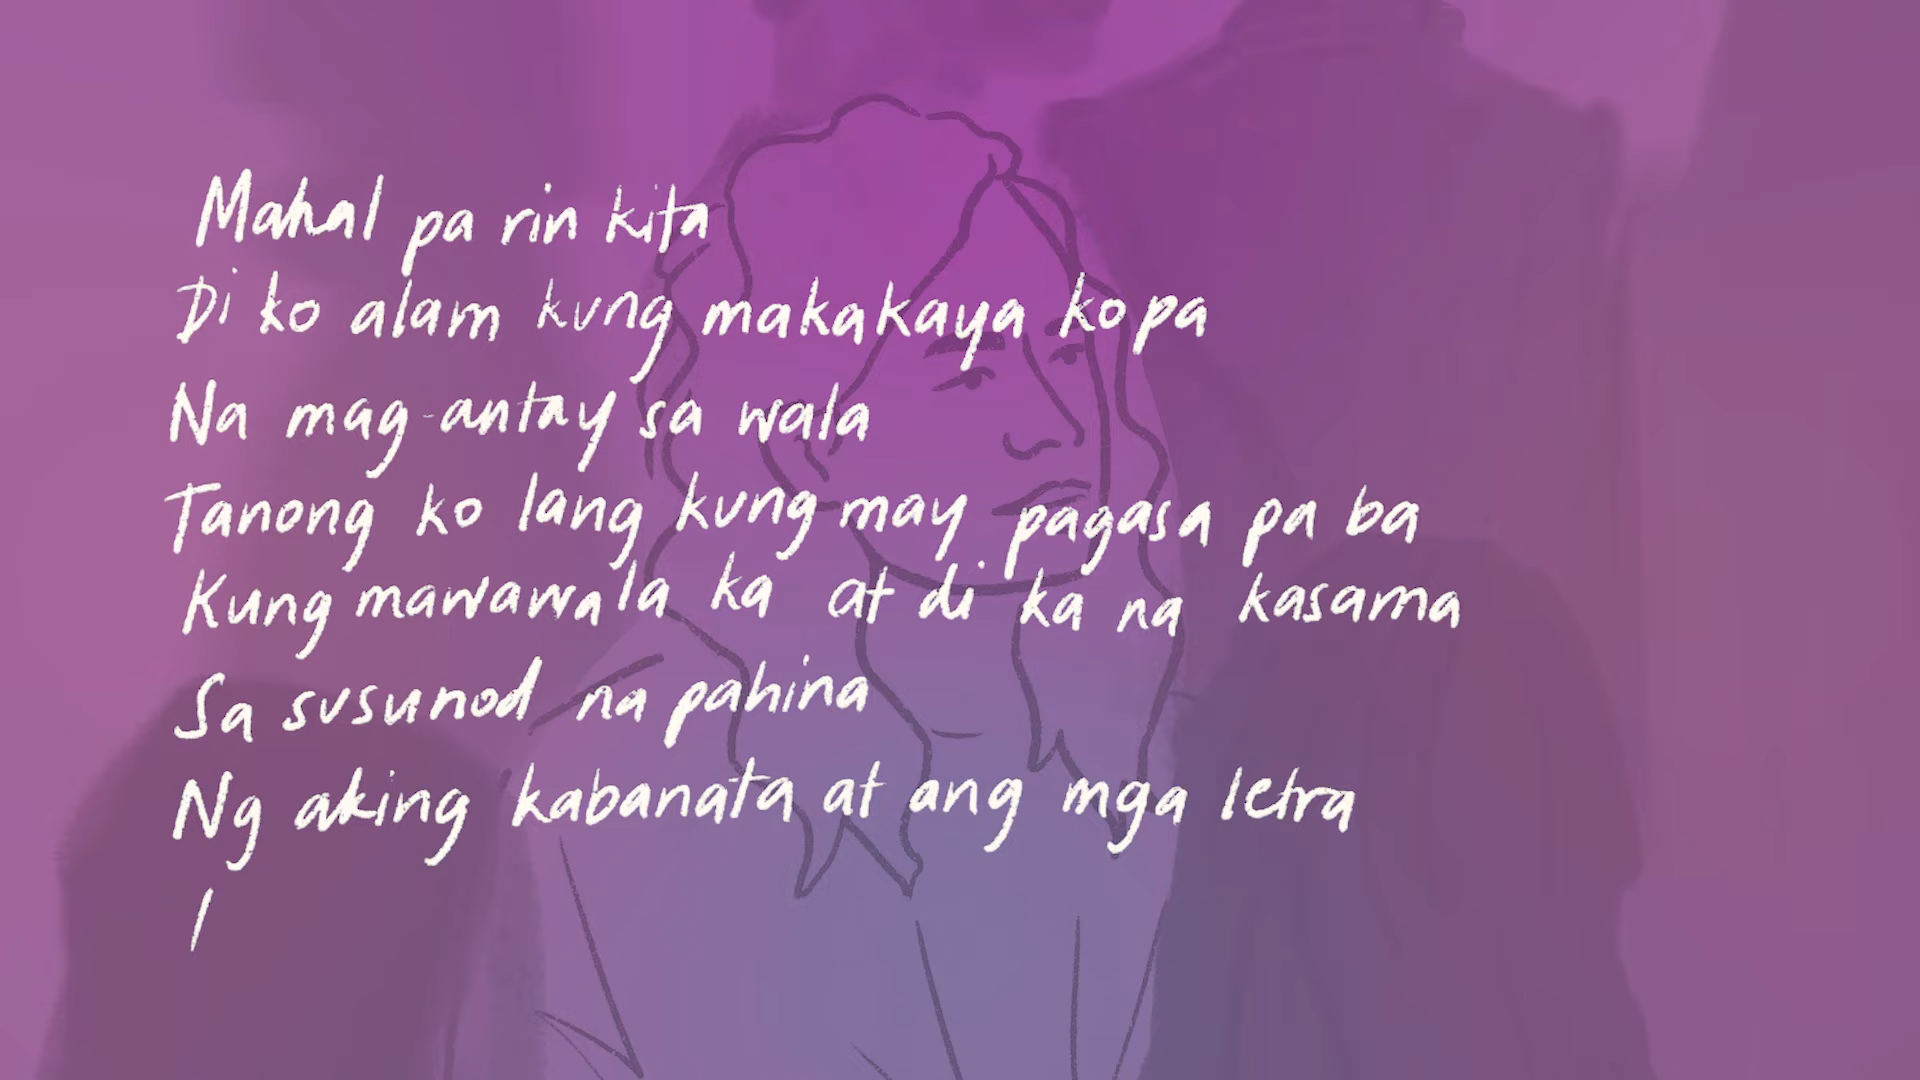 Mahal pa rin kita
Di ko alam kung makakaya ko pa
Na mag-antay sa wala
Tanong ko lang kung may pagasa pa ba
Kung mawawala ka at di ka na kasama
Sa susunod na pahina
Ng aking kabanata at ang mga letra
l